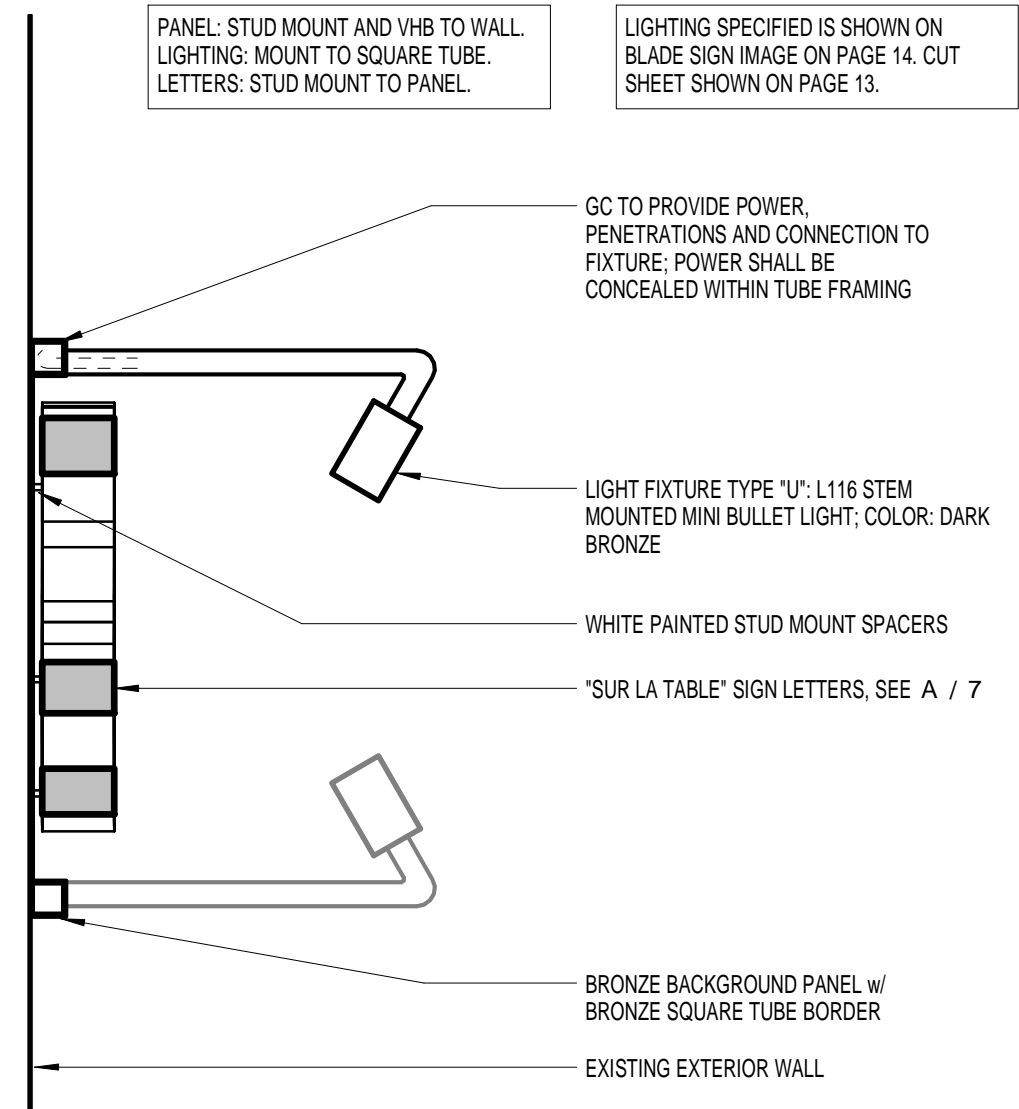 PANEL: STUD MOUNT AND VHB TO WALL.
LIGHTING: MOUNT TO SQUARE TUBE.
LETTERS: STUD MOUNT TO PANEL.
LIGHTING SPECIFIED IS SHOWN ON
BLADE SIGN IMAGE ON PAGE 14. CUT
SHEET SHOWN ON PAGE 13.
GC TO PROVIDE POWER,
PENETRATIONS AND CONNECTION TO
FIXTURE; POWER SHALL BE
CONCEALED WITHIN TUBE FRAMING
LIGHT FIXTURE TYPE "U": L116 STEM
MOUNTED MINI BULLET LIGHT; COLOR: DARK
BRONZE
WHITE PAINTED STUD MOUNT SPACERS
"SUR LA TABLE" SIGN LETTERS, SEE A / 7
BRONZE BACKGROUND PANEL w/
BRONZE SQUARE TUBE BORDER
EXISTING EXTERIOR WALL